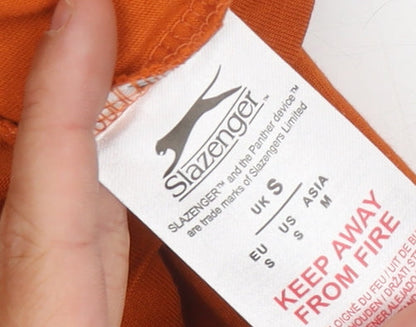 Slazenger
SLAZENGER™ and the Panther device™
are trade marks of Slazengers Limited
UK S
EU US ASIA
S S M
KEEP AWAY
FROM FIRE